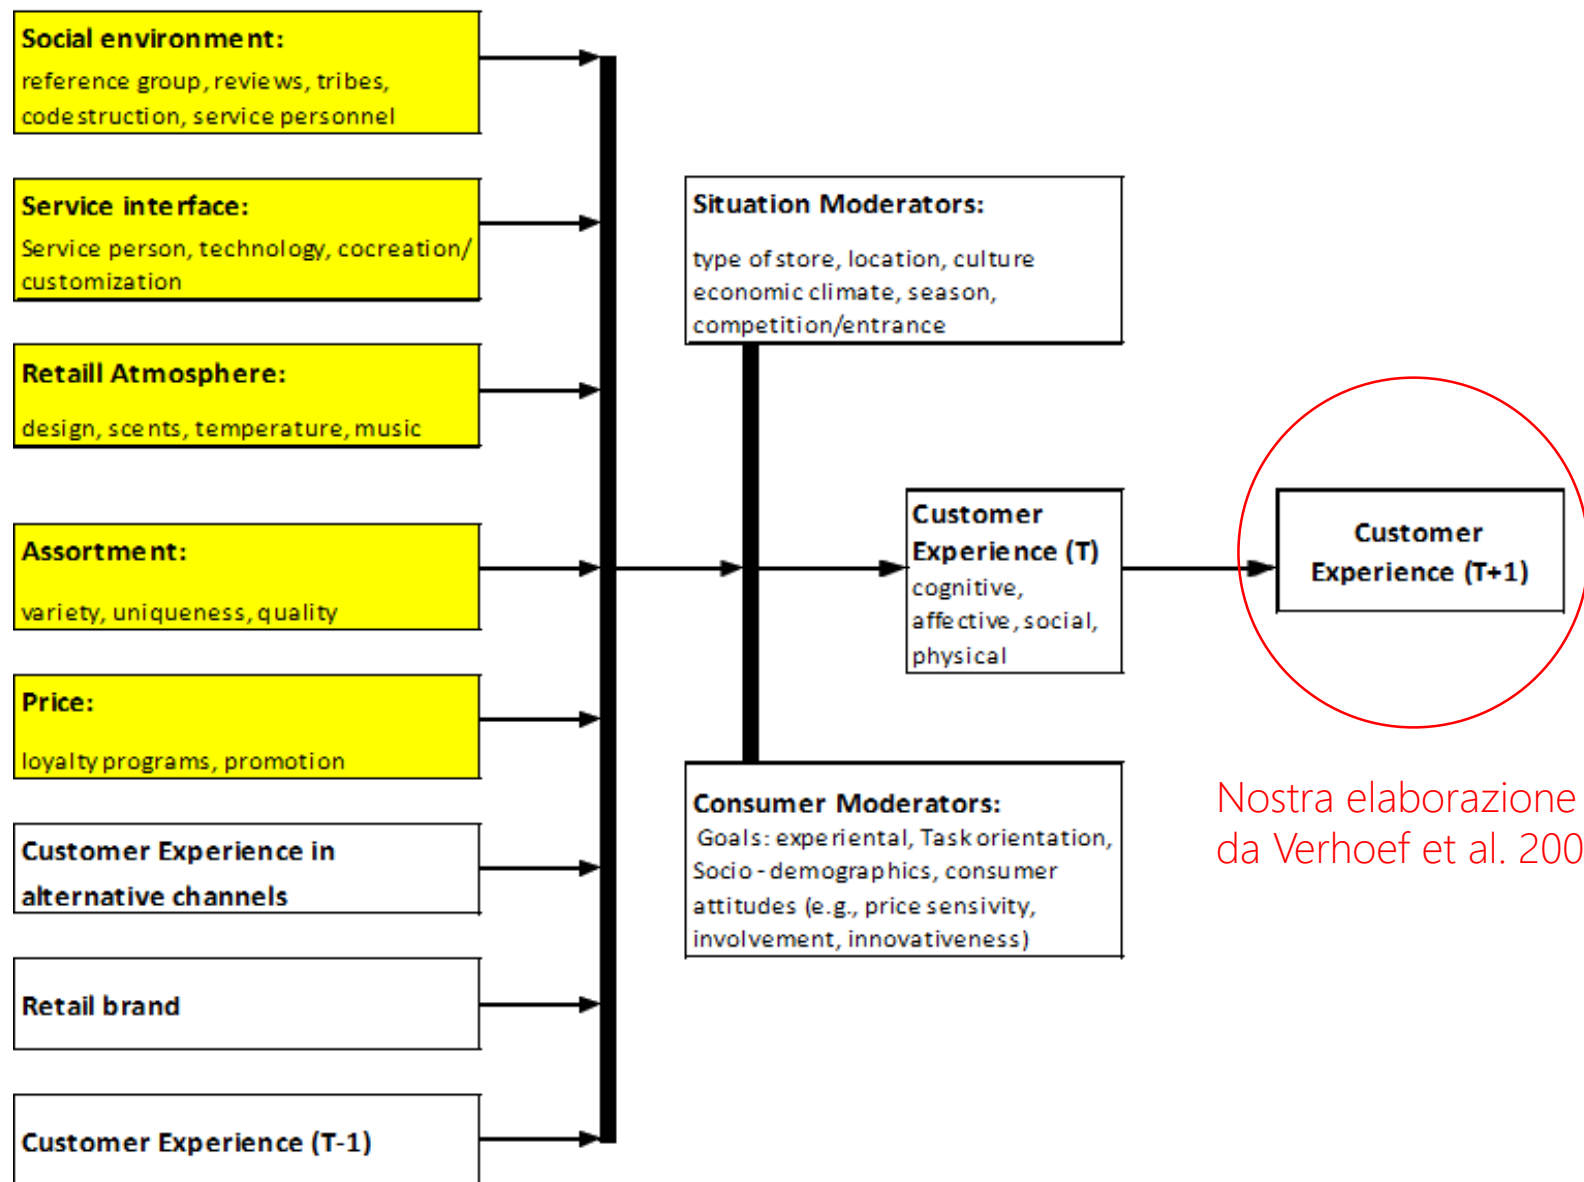 Social environment:
reference group, reviews, tribes,
codestruction, service personnel
Service interface:
Service person, technology, cocreation/
customization
Retaill Atmosphere:
design, scents, temperature, music
Assortment:
variety, uniqueness, quality
Price:
loyalty programs, promotion
Customer Experience in
alternative channels
Retail brand
Customer Experience (T-1)
Situation Moderators:
type of store, location, culture
economic climate, season,
competition/entrance
Consumer Moderators:
Goals: experiental, Task orientation,
Socio - demographics, consumer
attitudes (e.g., price sensivity,
involvement, innovativeness)
Customer
Experience (T)
cognitive,
affective, social,
physical
Customer
Experience (T+1)
Nostra elaborazione
da Verhoef et al. 200